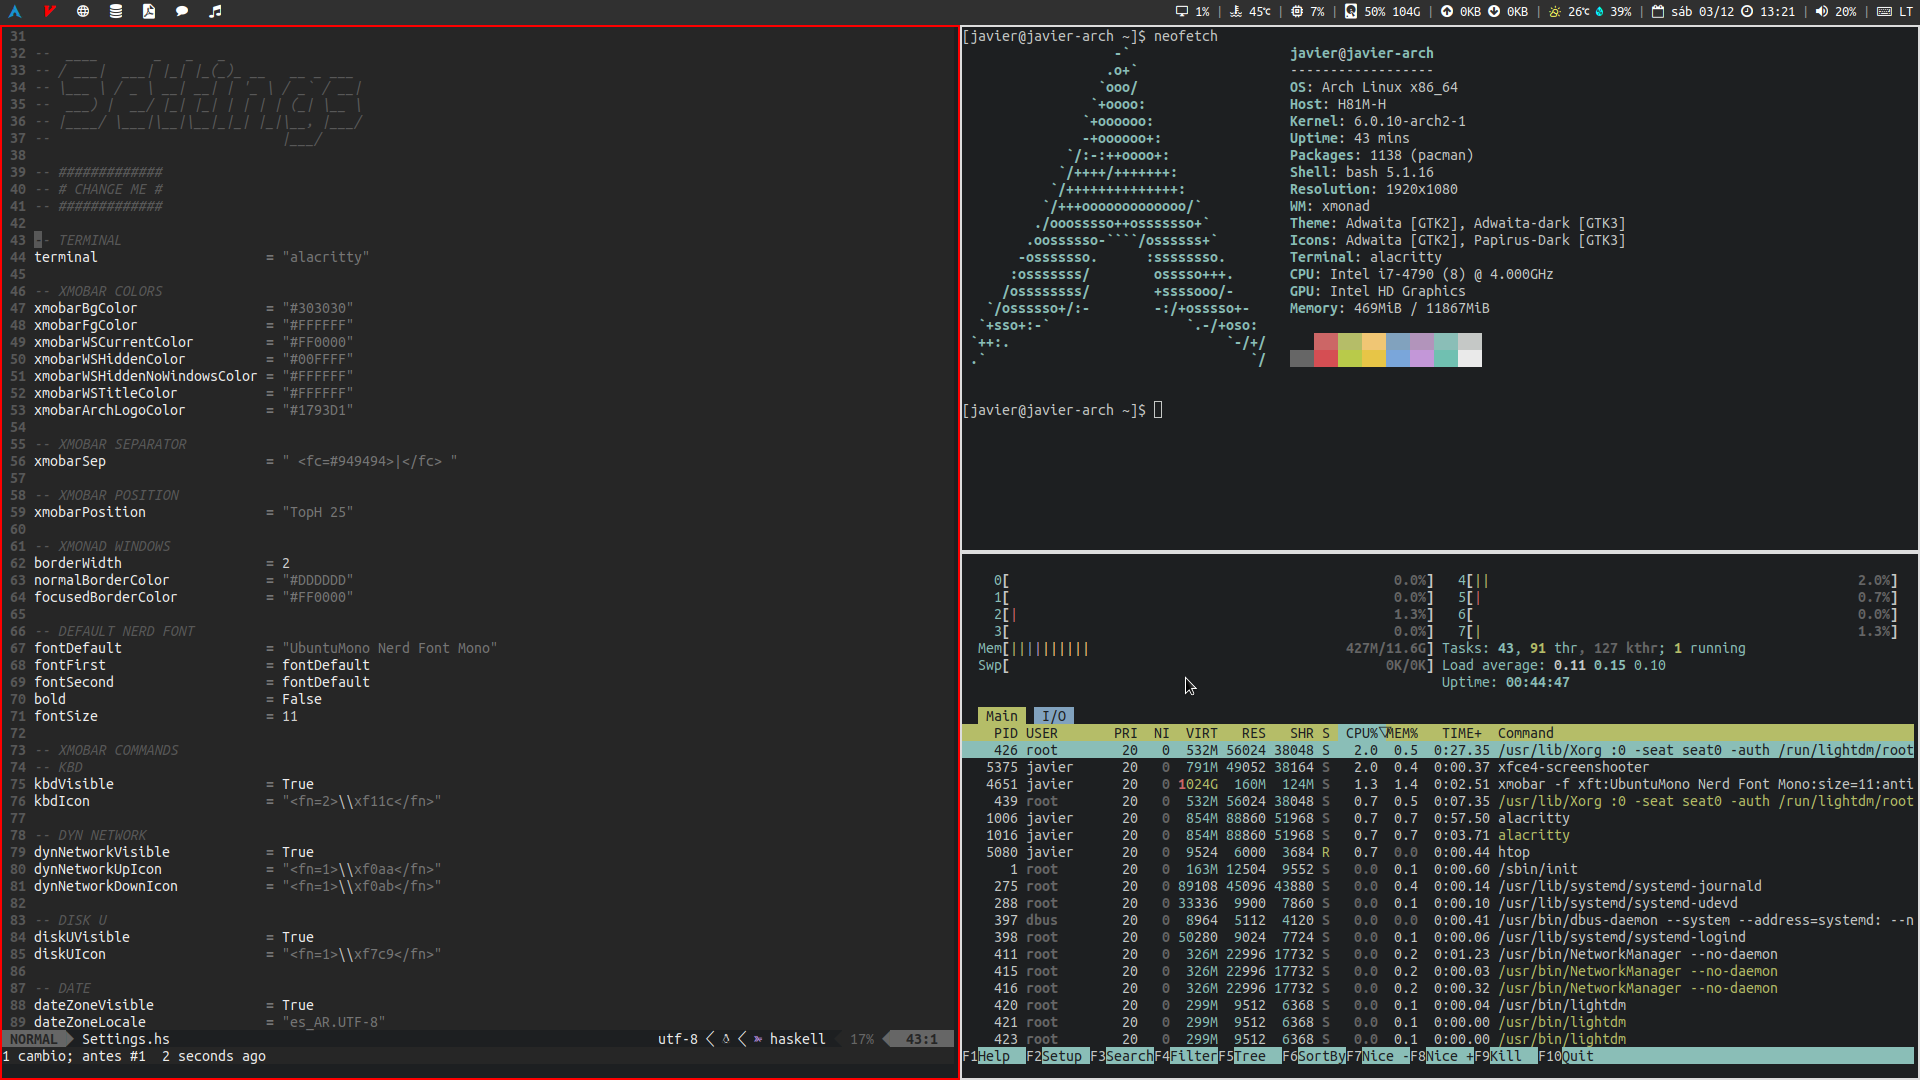 1% | 45℃ | 7% | 50% 104G | 0KB 0KB | 26℃ 39% | sáb 03/12 13:21 | 20% | LT
31
32 --
33 --
34 --
35 --
36 --
37 --
Settings
38
39 -- #############
40 -- # CHANGE ME #
41 -- #############
42
43 -- TERMINAL
44 terminal = "alacritty"
45
46 -- XMOBAR COLORS
47 xmobarBgColor = "#303030"
48 xmobarFgColor = "#FFFFFF"
49 xmobarWSCurrentColor = "#FF0000"
50 xmobarWSHiddenColor = "#00FFFF"
51 xmobarWSHiddenNoWindowsColor = "#FFFFFF"
52 xmobarWSTitleColor = "#FFFFFF"
53 xmobarArchLogoColor = "#1793D1"
54
55 -- XMOBAR SEPARATOR
56 xmobarSep = " <fc=#949494>|</fc> "
57
58 -- XMOBAR POSITION
59 xmobarPosition = "TopH 25"
60
61 -- XMONAD WINDOWS
62 borderWidth = 2
63 normalBorderColor = "#DDDDDD"
64 focusedBorderColor = "#FF0000"
65
66 -- DEFAULT NERD FONT
67 fontDefault = "UbuntuMono Nerd Font Mono"
68 fontFirst = fontDefault
69 fontSecond = fontDefault
70 bold = False
71 fontSize = 11
72
73 -- XMOBAR COMMANDS
74 -- KBD
75 kbdVisible = True
76 kbdIcon = "<fn=2>\\xf11c</fn>"
77
78 -- DYN NETWORK
79 dynNetworkVisible = True
80 dynNetworkUpIcon = "<fn=1>\\xf0aa</fn>"
81 dynNetworkDownIcon = "<fn=1>\\xf0ab</fn>"
82
83 -- DISK U
84 diskUVisible = True
85 diskUIcon = "<fn=1>\\xf7c9</fn>"
86
87 -- DATE
88 dateZoneVisible = True
89 dateZoneLocale = "es_AR.UTF-8"
NORMAL Settings.hs utf-8 < < haskell 17% 43:1
1 cambio; antes #1 2 seconds ago
[javier@javier-arch ~]$ neofetch
javier@javier-arch
------------------
OS: Arch Linux x86_64
Host: H81M-H
Kernel: 6.0.10-arch2-1
Uptime: 43 mins
Packages: 1138 (pacman)
Shell: bash 5.1.16
Resolution: 1920x1080
WM: xmonad
Theme: Adwaita [GTK2], Adwaita-dark [GTK3]
Icons: Adwaita [GTK2], Papirus-Dark [GTK3]
Terminal: alacritty
CPU: Intel i7-4790 (8) @ 4.000GHz
GPU: Intel HD Graphics
Memory: 469MiB / 11867MiB
[javier@javier-arch ~]$
0[ 0.0%] 4[|| 2.0%]
1[ 0.0%] 5[| 0.7%]
2[| 1.3%] 6[ 0.0%]
3[ 0.0%] 7[| 1.3%]
Mem[|||||||||| 427M/11.6G] Tasks: 43, 91 thr, 127 kthr; 1 running
Swp[ 0K/0K] Load average: 0.11 0.15 0.10
Uptime: 00:44:47
Main I/O
PID USER PRI NI VIRT RES SHR S CPU%▽MEM% TIME+ Command
426 root 20 0 532M 56024 38048 S 2.0 0.5 0:27.35 /usr/lib/Xorg :0 -seat seat0 -auth /run/lightdm/root
5375 javier 20 0 791M 49052 38164 S 2.0 0.4 0:00.37 xfce4-screenshooter
4651 javier 20 0 1024G 160M 124M S 1.3 1.4 0:02.51 xmobar -f xft:UbuntuMono Nerd Font Mono:size=11:anti
439 root 20 0 532M 56024 38048 S 0.7 0.5 0:07.35 /usr/lib/Xorg :0 -seat seat0 -auth /run/lightdm/root
1006 javier 20 0 854M 88860 51968 S 0.7 0.7 0:57.50 alacritty
1016 javier 20 0 854M 88860 51968 S 0.7 0.7 0:03.71 alacritty
5080 javier 20 0 9524 6000 3684 R 0.7 0.0 0:00.44 htop
1 root 20 0 163M 12504 9552 S 0.0 0.1 0:00.60 /sbin/init
275 root 20 0 89108 45096 43880 S 0.0 0.4 0:00.14 /usr/lib/systemd/systemd-journald
288 root 20 0 33336 9900 7860 S 0.0 0.1 0:00.10 /usr/lib/systemd/systemd-udevd
397 dbus 20 0 8964 5112 4120 S 0.0 0.0 0:00.41 /usr/bin/dbus-daemon --system --address=systemd: --n
398 root 20 0 50280 9024 7724 S 0.0 0.1 0:00.06 /usr/lib/systemd/systemd-logind
411 root 20 0 326M 22996 17732 S 0.0 0.2 0:01.23 /usr/bin/NetworkManager --no-daemon
415 root 20 0 326M 22996 17732 S 0.0 0.2 0:00.03 /usr/bin/NetworkManager --no-daemon
416 root 20 0 326M 22996 17732 S 0.0 0.2 0:00.32 /usr/bin/NetworkManager --no-daemon
420 root 20 0 299M 9512 6368 S 0.0 0.1 0:00.04 /usr/bin/lightdm
421 root 20 0 299M 9512 6368 S 0.0 0.1 0:00.00 /usr/bin/lightdm
423 root 20 0 299M 9512 6368 S 0.0 0.1 0:00.00 /usr/bin/lightdm
F1Help F2Setup F3SearchF4FilterF5Tree F6SortByF7Nice -F8Nice +F9Kill F10Quit